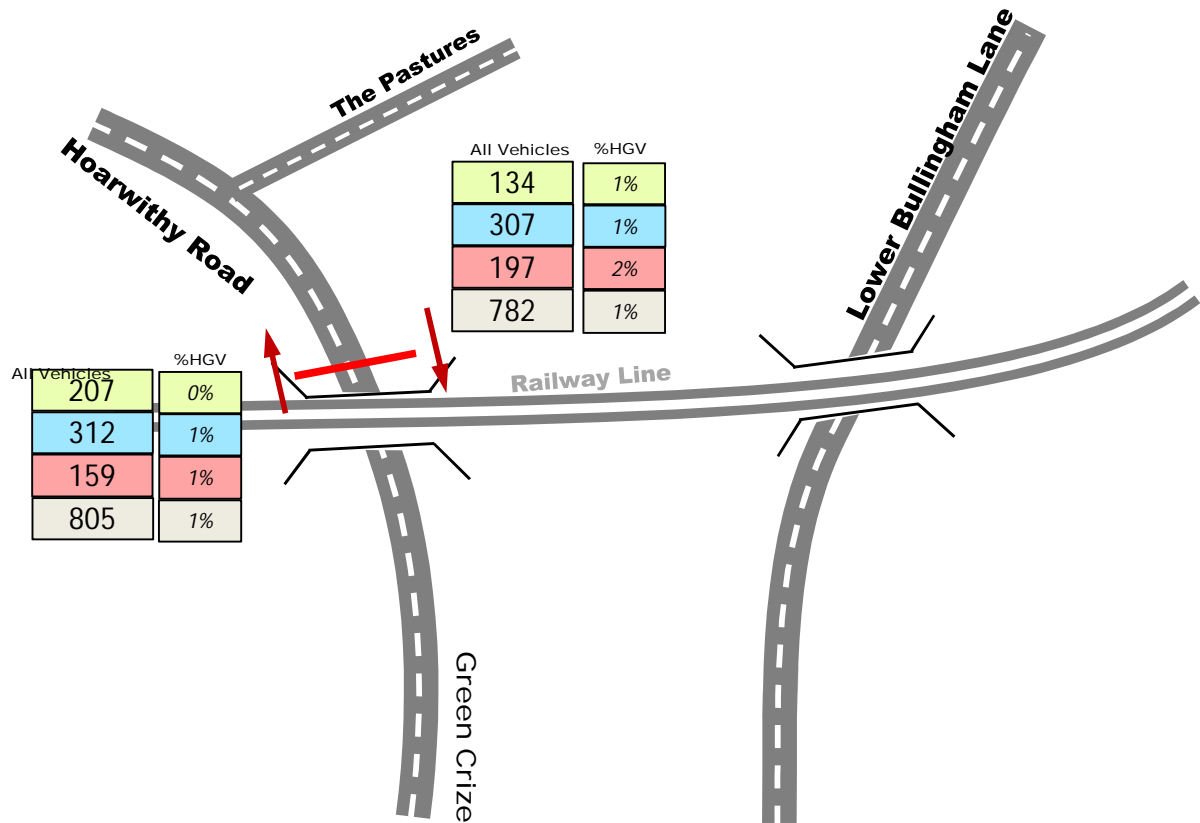 The Pastures
Hoarwithy Road
Lower Bullingham Lane
All Vehicles %HGV
134 1%
307 1%
197 2%
782 1%
Railway Line
All Vehicles %HGV
207 0%
312 1%
159 1%
805 1%
Green Crize